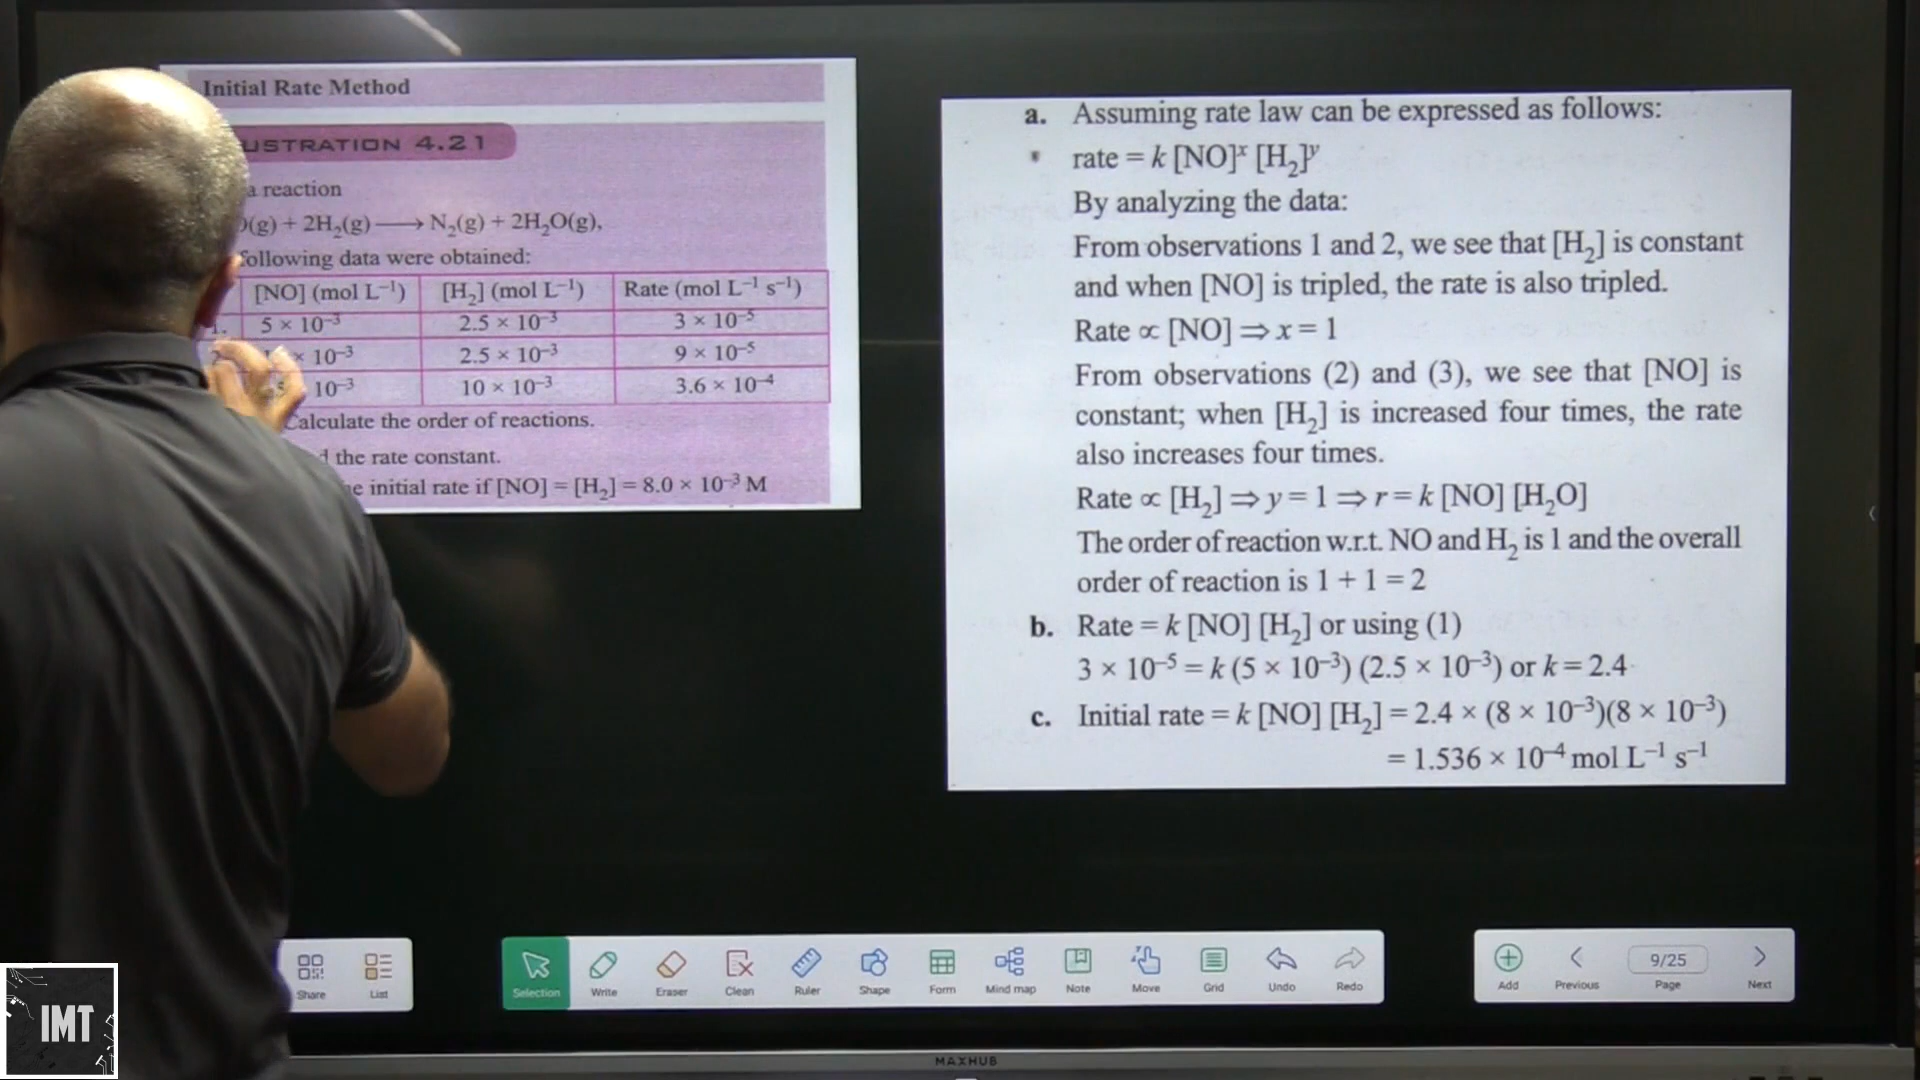 Initial Rate Method
USTRATION 4.21
a reaction
(g) + 2H₂(g) ⟶ N₂(g) + 2H₂O(g),
following data were obtained:
[NO] (mol L⁻¹) [H₂] (mol L⁻¹) Rate (mol L⁻¹ s⁻¹)
1. 5 × 10⁻³ 2.5 × 10⁻³ 3 × 10⁻⁵
× 10⁻³ 2.5 × 10⁻³ 9 × 10⁻⁵
10⁻³ 10 × 10⁻³ 3.6 × 10⁻⁴
Calculate the order of reactions.
the rate constant.
e initial rate if [NO] = [H₂] = 8.0 × 10⁻³ M
a. Assuming rate law can be expressed as follows:
rate = k [NO]ˣ [H₂]ʸ
By analyzing the data:
From observations 1 and 2, we see that [H₂] is constant
and when [NO] is tripled, the rate is also tripled.
Rate ∝ [NO] ⇒ x = 1
From observations (2) and (3), we see that [NO] is
constant; when [H₂] is increased four times, the rate
also increases four times.
Rate ∝ [H₂] ⇒ y = 1 ⇒ r = k [NO] [H₂O]
The order of reaction w.r.t. NO and H₂ is 1 and the overall
order of reaction is 1 + 1 = 2
b. Rate = k [NO] [H₂] or using (1)
3 × 10⁻⁵ = k (5 × 10⁻³) (2.5 × 10⁻³) or k = 2.4
c. Initial rate = k [NO] [H₂] = 2.4 × (8 × 10⁻³)(8 × 10⁻³)
= 1.536 × 10⁻⁴ mol L⁻¹ s⁻¹
Share List Selection Write Eraser Clean Ruler Shape Form Mind map Note Move Grid Undo Redo Add Previous Page Next
9/25
IMT
MAXHUB